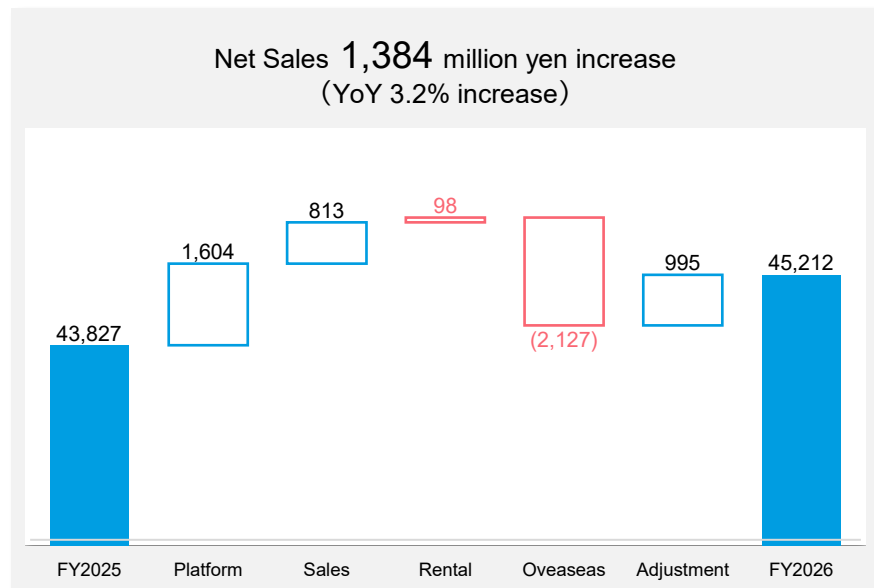 Net Sales 1,384 million yen increase
（YoY 3.2% increase）
43,827
1,604
813
98
(2,127)
995
45,212
FY2025 Platform Sales Rental Oveaseas Adjustment FY2026